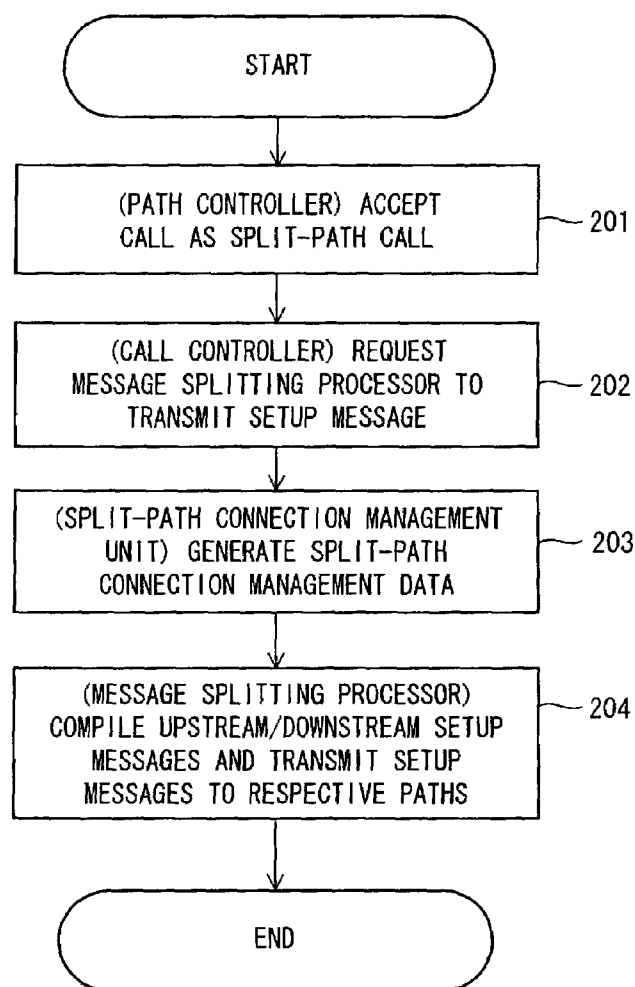 START
(PATH CONTROLLER) ACCEPT
CALL AS SPLIT-PATH CALL
201
(CALL CONTROLLER) REQUEST
MESSAGE SPLITTING PROCESSOR TO
TRANSMIT SETUP MESSAGE
202
(SPLIT-PATH CONNECTION MANAGEMENT
UNIT) GENERATE SPLIT-PATH
CONNECTION MANAGEMENT DATA
203
(MESSAGE SPLITTING PROCESSOR)
COMPILE UPSTREAM/DOWNSTREAM SETUP
MESSAGES AND TRANSMIT SETUP
MESSAGES TO RESPECTIVE PATHS
204
END